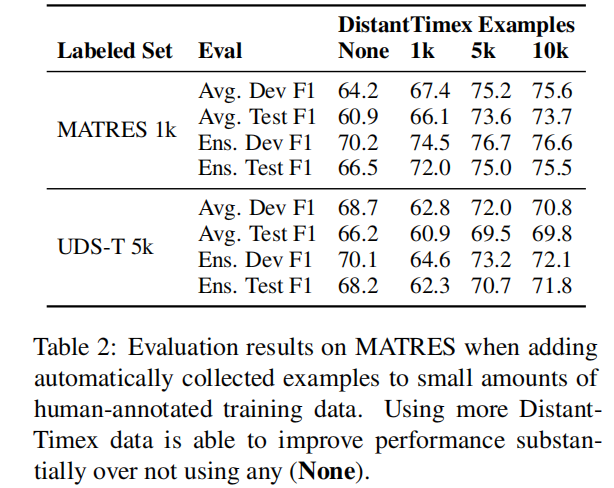 DistantTimex Examples
Labeled Set Eval None 1k 5k 10k
Avg. Dev F1 64.2 67.4 75.2 75.6
Avg. Test F1 60.9 66.1 73.6 73.7
MATRES 1k
Ens. Dev F1 70.2 74.5 76.7 76.6
Ens. Test F1 66.5 72.0 75.0 75.5
Avg. Dev F1 68.7 62.8 72.0 70.8
Avg. Test F1 66.2 60.9 69.5 69.8
UDS-T 5k
Ens. Dev F1 70.1 64.6 73.2 72.1
Ens. Test F1 68.2 62.3 70.7 71.8
Table 2: Evaluation results on MATRES when adding
automatically collected examples to small amounts of
human-annotated training data. Using more Distant-
Timex data is able to improve performance substan-
tially over not using any (None).